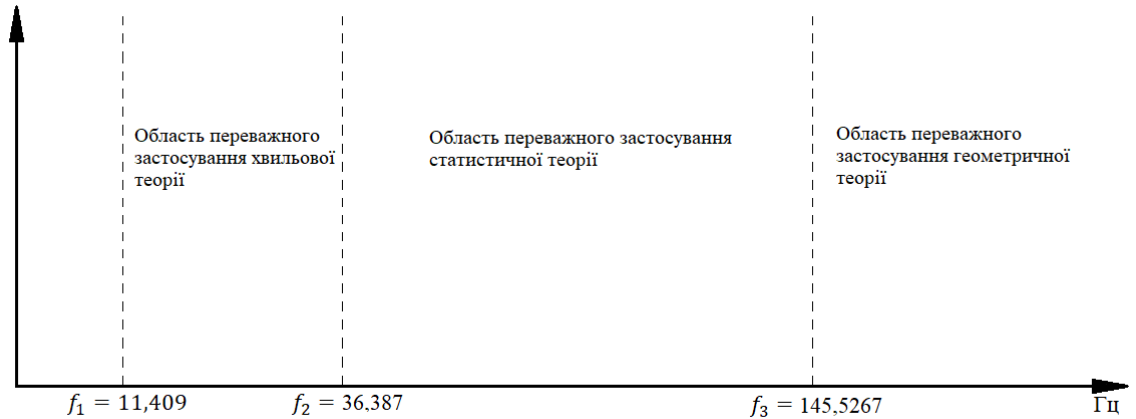 Область переважного
застосування хвильової
теорії
Область переважного застосування
статистичної теорії
Область переважного
застосування геометричної
теорії
f₁ = 11,409
f₂ = 36,387
f₃ = 145,5267
Гц